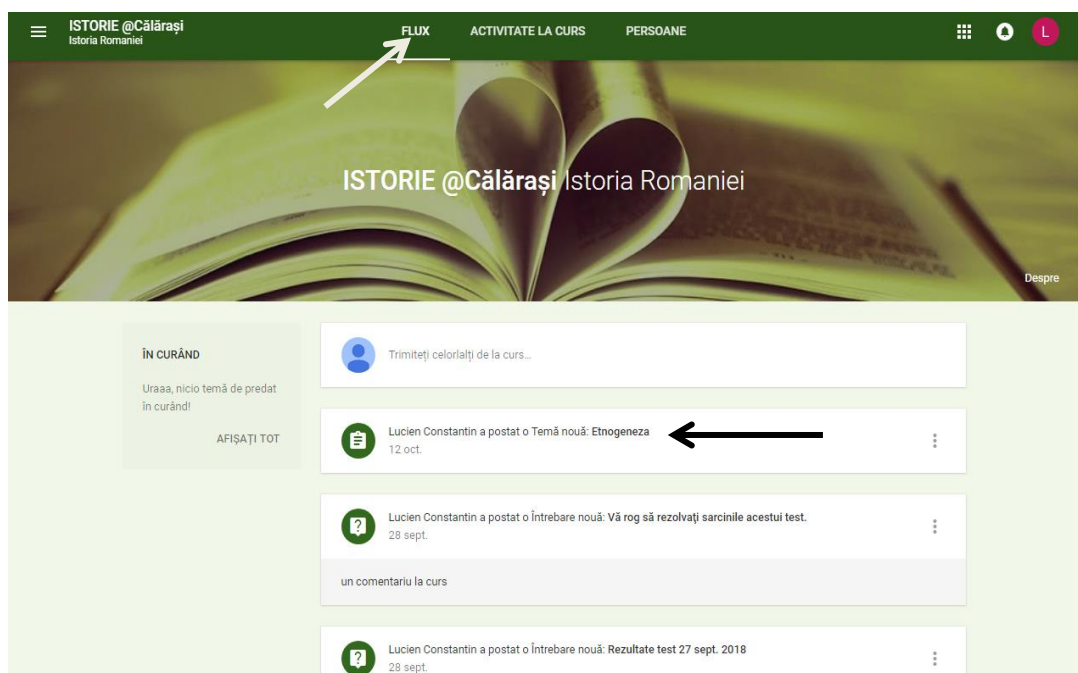 ISTORIE @Călărași
Istoria Romaniei
FLUX
ACTIVITATE LA CURS
PERSOANE
L
ISTORIE @Călărași Istoria Romaniei
Despre
ÎN CURÂND
Uraaa, nicio temă de predat
în curând!
AFIȘAȚI TOT
Trimiteți celorlalți de la curs...
Lucien Constantin a postat o Temă nouă: Etnogeneza
12 oct.
Lucien Constantin a postat o Întrebare nouă: Vă rog să rezolvați sarcinile acestui test.
28 sept.
un comentariu la curs
Lucien Constantin a postat o Întrebare nouă: Rezultate test 27 sept. 2018
28 sept.